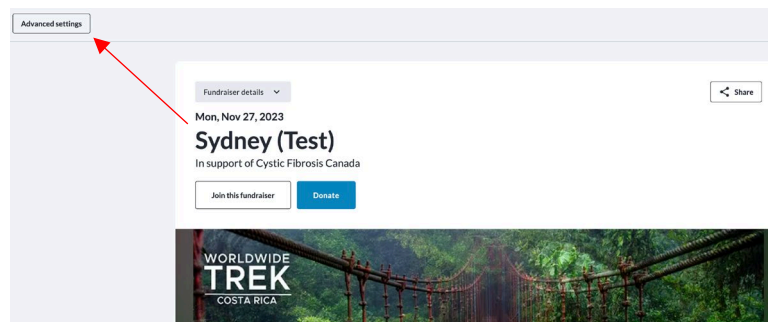 Advanced settings
Fundraiser details
Share
Mon, Nov 27, 2023
Sydney (Test)
In support of Cystic Fibrosis Canada
Join this fundraiser
Donate
WORLDWIDE
TREK
COSTA RICA